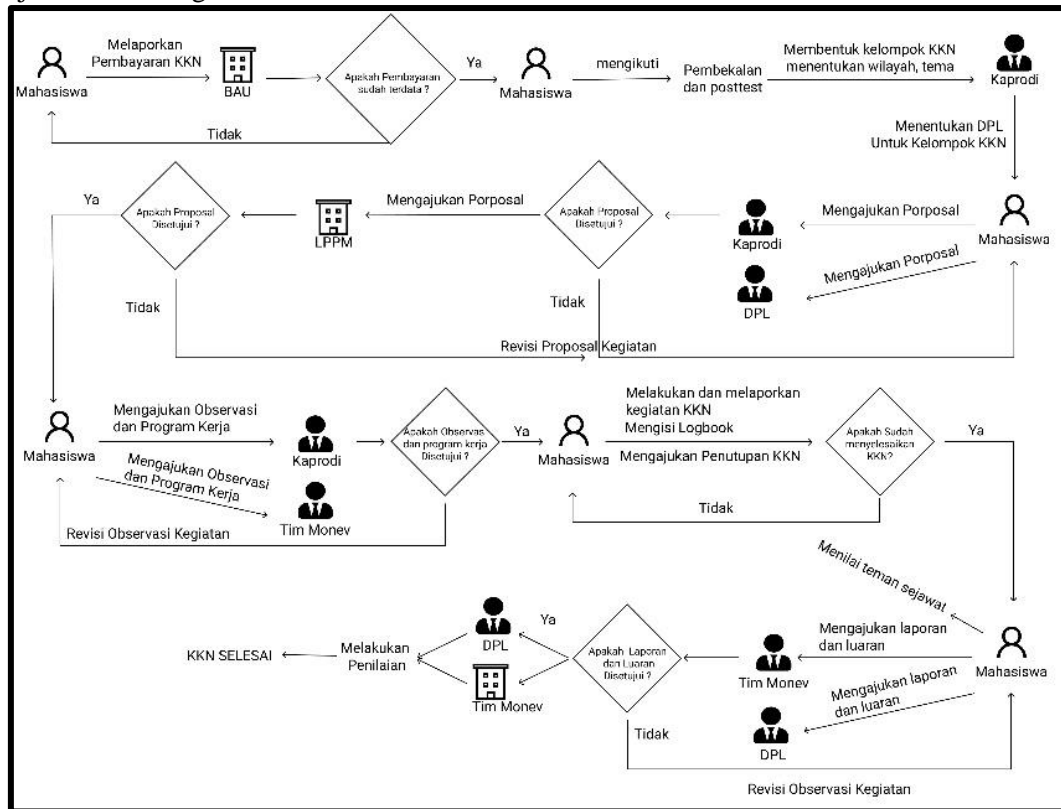 Melaporkan
Pembayaran KKN
Mahasiswa
BAU
Apakah Pembayaran
sudah terdata ?
Ya
Tidak
Mahasiswa
mengikuti
Pembekalan
dan posttest
Membentuk kelompok KKN
menentukan wilayah, tema
Kaprodi
Menentukan DPL
Untuk Kelompok KKN
Mahasiswa
Mengajukan Porposal
Kaprodi
Mengajukan Porposal
DPL
Apakah Proposal
Disetujui ?
Mengajukan Porposal
LPPM
Apakah Proposal
Disetujui ?
Ya
Tidak
Tidak
Revisi Proposal Kegiatan
Mahasiswa
Mengajukan Observasi
dan Program Kerja
Kaprodi
Mengajukan Observasi
dan Program Kerja
Tim Monev
Apakah Observas
dan program kerja
Disetujui ?
Ya
Revisi Observasi Kegiatan
Mahasiswa
Melakukan dan melaporkan
kegiatan KKN
Mengisi Logbook
Mengajukan Penutupan KKN
Apakah Sudah
menyelesaikan
KKN?
Ya
Tidak
Menilai teman sejawat
Mahasiswa
Mengajukan laporan
dan luaran
Tim Monev
Mengajukan laporan
dan luaran
DPL
Apakah Laporan
dan Luaran
Disetujui ?
Ya
Tidak
Revisi Observasi Kegiatan
DPL
Tim Monev
Melakukan
Penilaian
KKN SELESAI